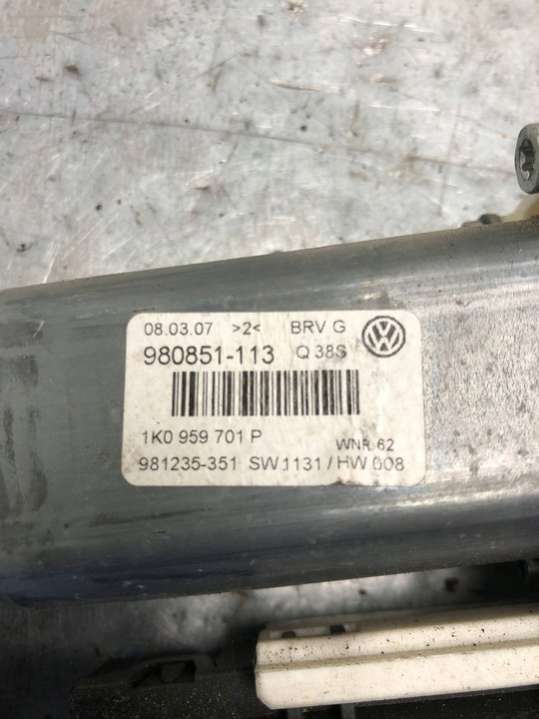 08.03.07 >2< BRV G
980851-113 Q 38S
1K0 959 701 P WNR 62
981235-351 SW 1131 / HW 008